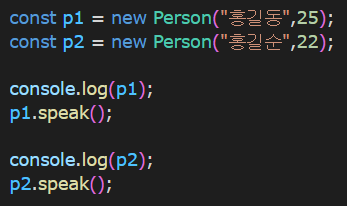 const p1 = new Person("홍길동",25);
const p2 = new Person("홍길순",22);
console.log(p1);
p1.speak();
console.log(p2);
p2.speak();